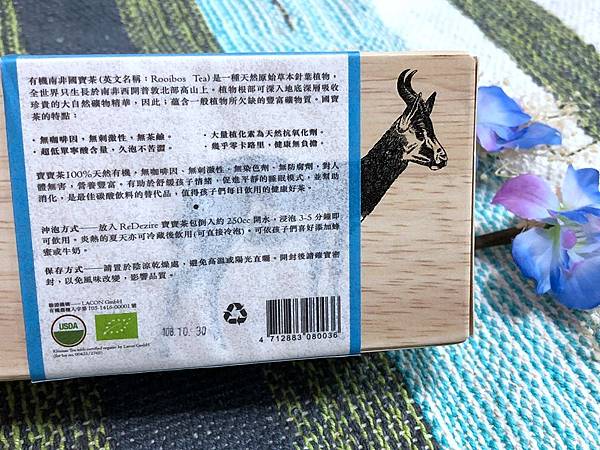 有機南非國寶茶(英文名稱:Rooibos Tea)是一種天然原始草本針葉植物,
全世界只生長於南非西開普敦北部高山上,植物根部可深入地底深層吸收
珍貴的大自然礦物精華,因此;蘊含一般植物所欠缺的豐富礦物質。國寶
茶的特點:
•無咖啡因,無刺激性,無茶鹼。
•大量植化素為天然抗氧化劑。
•超低單寧酸含量,久泡不苦澀。
•幾乎零卡路里,健康無負擔。
寶寶茶100%天然有機,無咖啡因、無刺激性、無染色劑、無防腐劑,對人
體無害,營養豐富。有助於舒緩孩子情緒,促進平靜的睡眠模式,並幫助
消化,是最佳碳酸飲料的替代品,值得孩子們每日飲用的健康好茶。
沖泡方式——放入 ReDezire 寶寶茶包倒入約 250cc 開水,浸泡 3-5 分鐘即
可飲用。炎熱的夏天亦可冷藏後飲用(可直接冷泡)。可依孩子們喜好添加蜂
蜜或牛奶。
保存方式——請置於陰涼乾燥處,避免高溫或陽光直曬。開封後請確實密
封,以免風味改變,影響品質。
驗證機構——LACON GmbH
有機農糧入字第 105-1416-00001 號
USDA
108.10.30
4 712883 080036